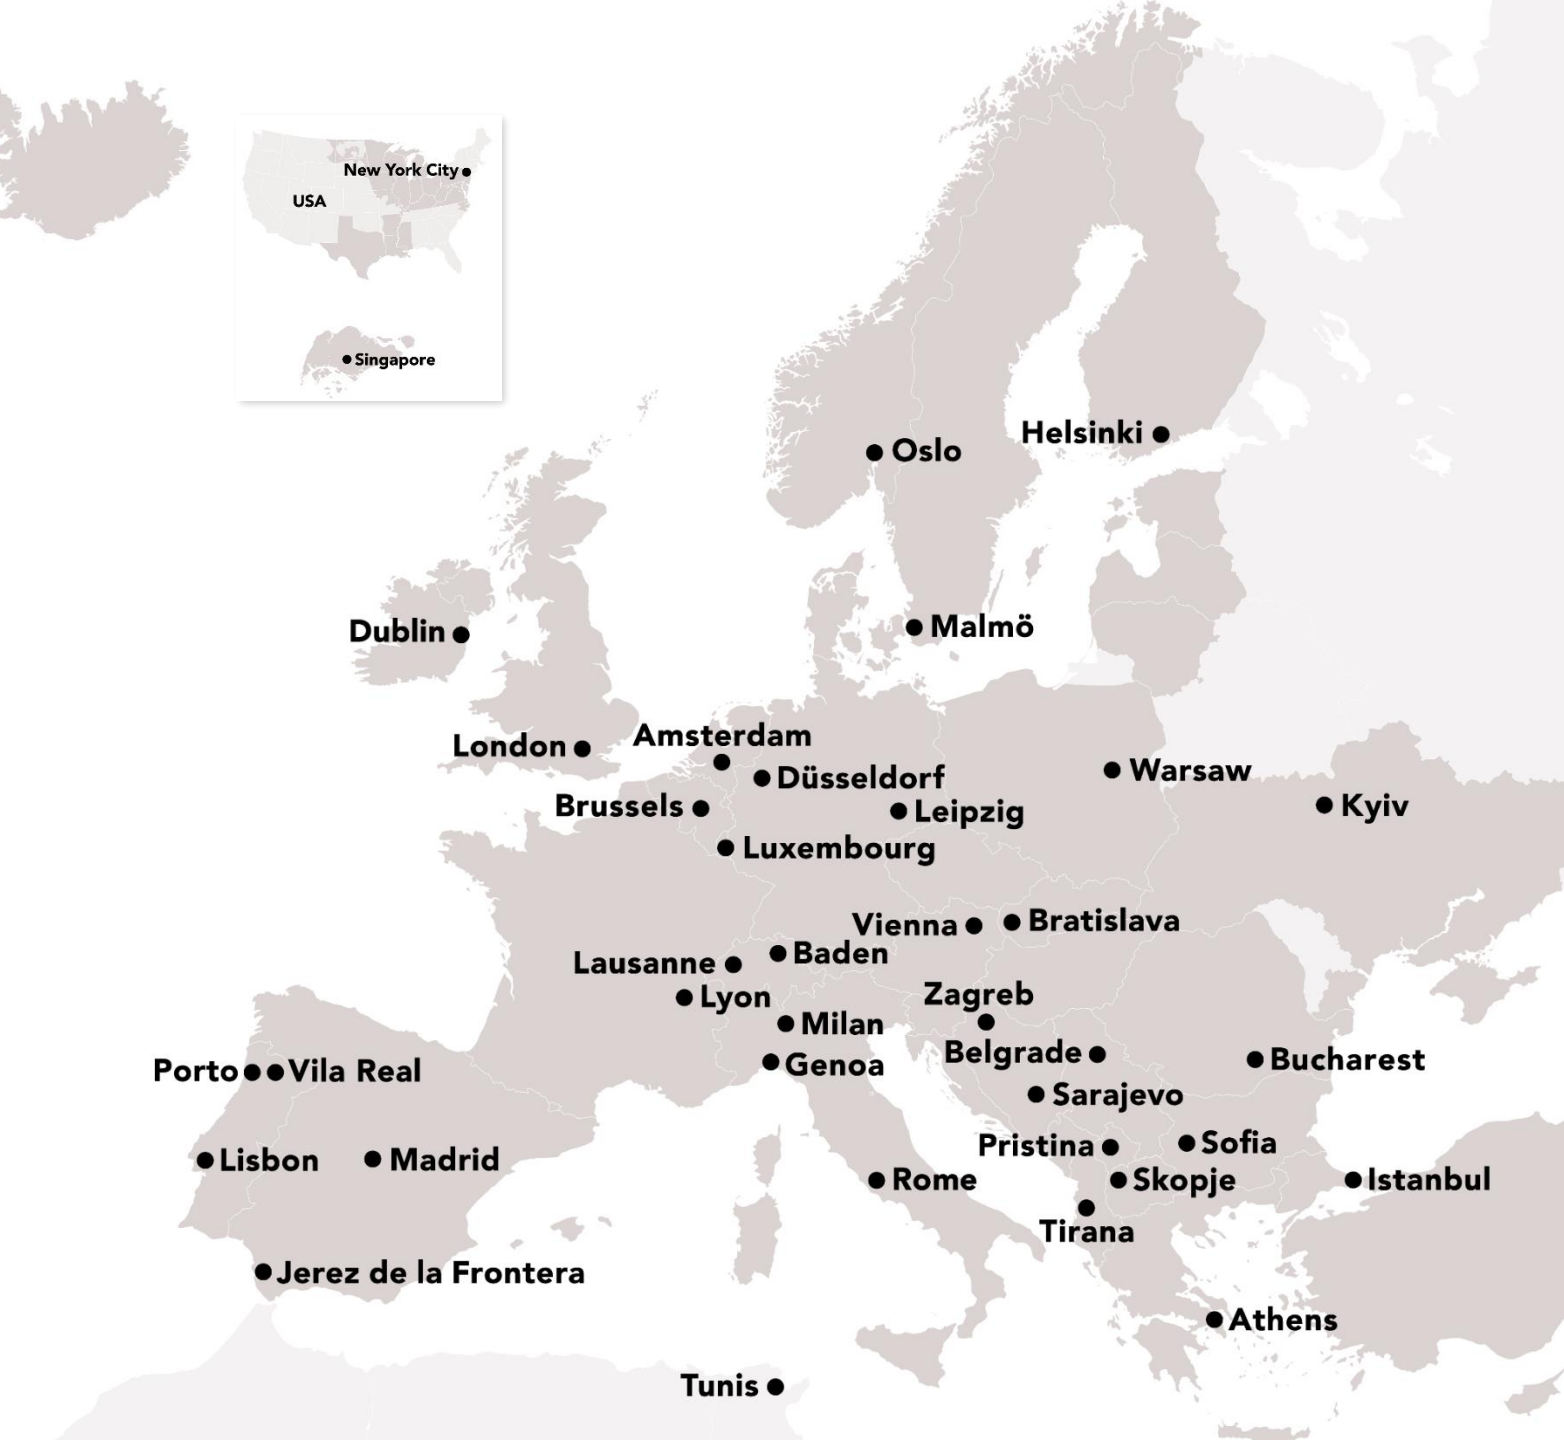 New York City
USA
Singapore
Helsinki
Oslo
Dublin
Malmö
Amsterdam
London
Warsaw
Düsseldorf
Brussels
Leipzig
Kyiv
Luxembourg
Vienna
Bratislava
Baden
Lausanne
Zagreb
Lyon
Milan
Belgrade
Genoa
Bucharest
Porto
Vila Real
Sarajevo
Pristina
Sofia
Lisbon
Madrid
Rome
Skopje
Istanbul
Tirana
Jerez de la Frontera
Athens
Tunis